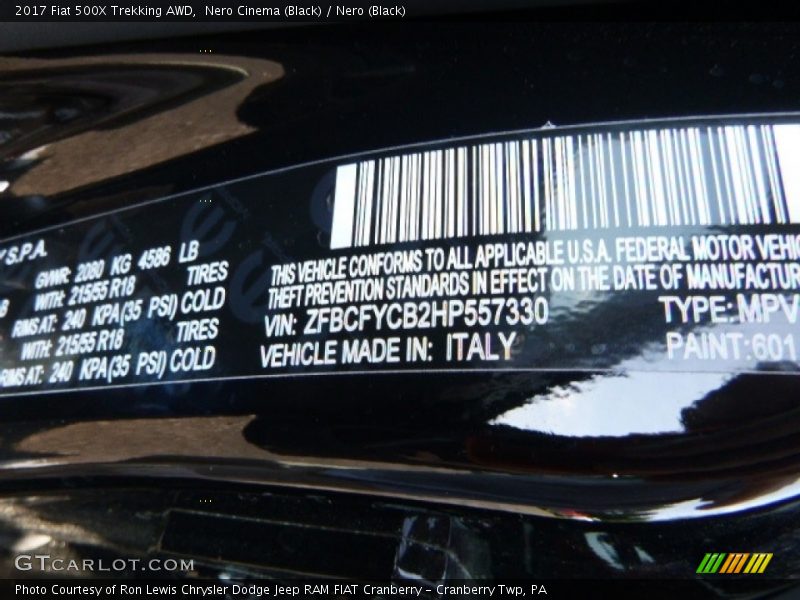 2017 Fiat 500X Trekking AWD, Nero Cinema (Black) / Nero (Black)
S.P.A.
GVWR: 2080 KG 4586 LB
WITH: 215/55 R18 TIRES
RIMS AT: 240 KPA(35 PSI) COLD
WITH: 215/55 R18 TIRES
RIMS AT: 240 KPA(35 PSI) COLD
THIS VEHICLE CONFORMS TO ALL APPLICABLE U.S.A. FEDERAL MOTOR VEHIC
THEFT PREVENTION STANDARDS IN EFFECT ON THE DATE OF MANUFACTUR
VIN: ZFBCFYCB2HP557330 TYPE:MPV
VEHICLE MADE IN: ITALY PAINT:601
GTCARLOT.COM
Photo Courtesy of Ron Lewis Chrysler Dodge Jeep RAM FIAT Cranberry – Cranberry Twp, PA